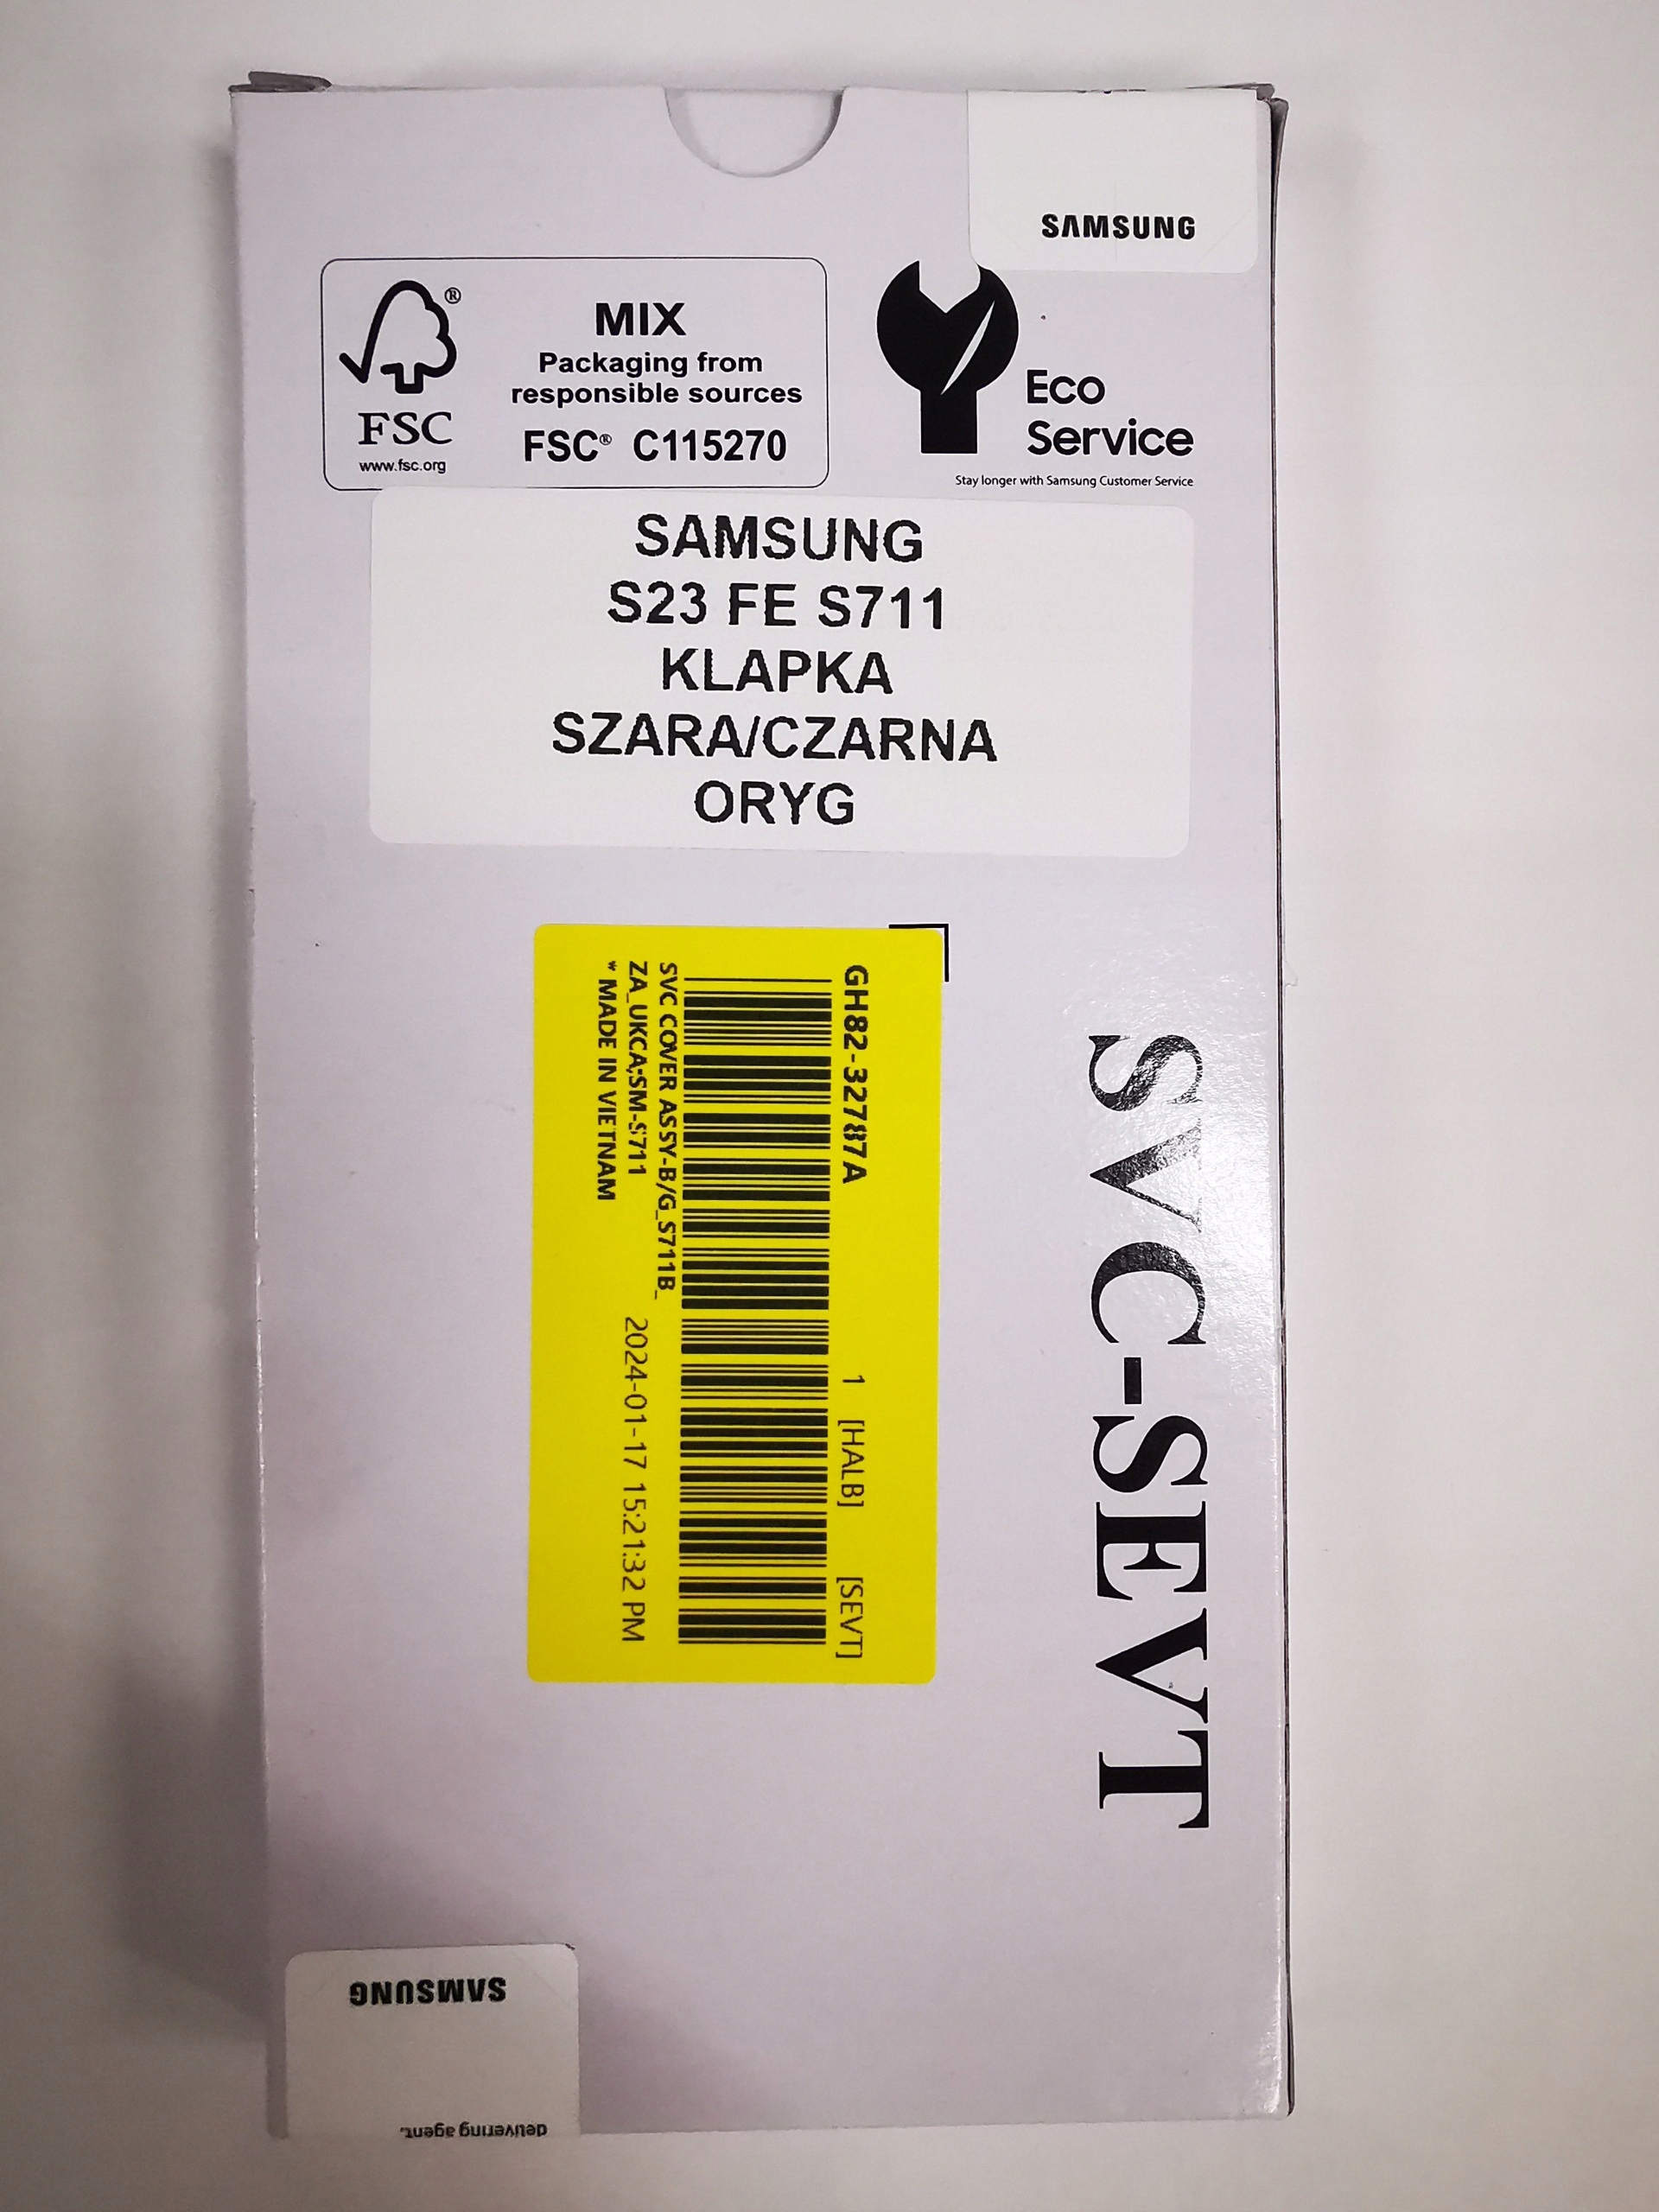 SAMSUNG
®
MIX
Packaging from
responsible sources
FSC
FSC® C115270
www.fsc.org
Eco
Service
Stay longer with Samsung Customer Service
SAMSUNG
S23 FE S711
KLAPKA
SZARA/CZARNA
ORYG
GH82-32787A 1 [HALB] [SEVT]
SVC COVER ASSY-B/G_S711B_
ZA_UKCA;SM-S711 2024-01-17 15:21:32 PM
* MADE IN VIETNAM
SVC-SEVT
SAMSUNG
delivering agent.